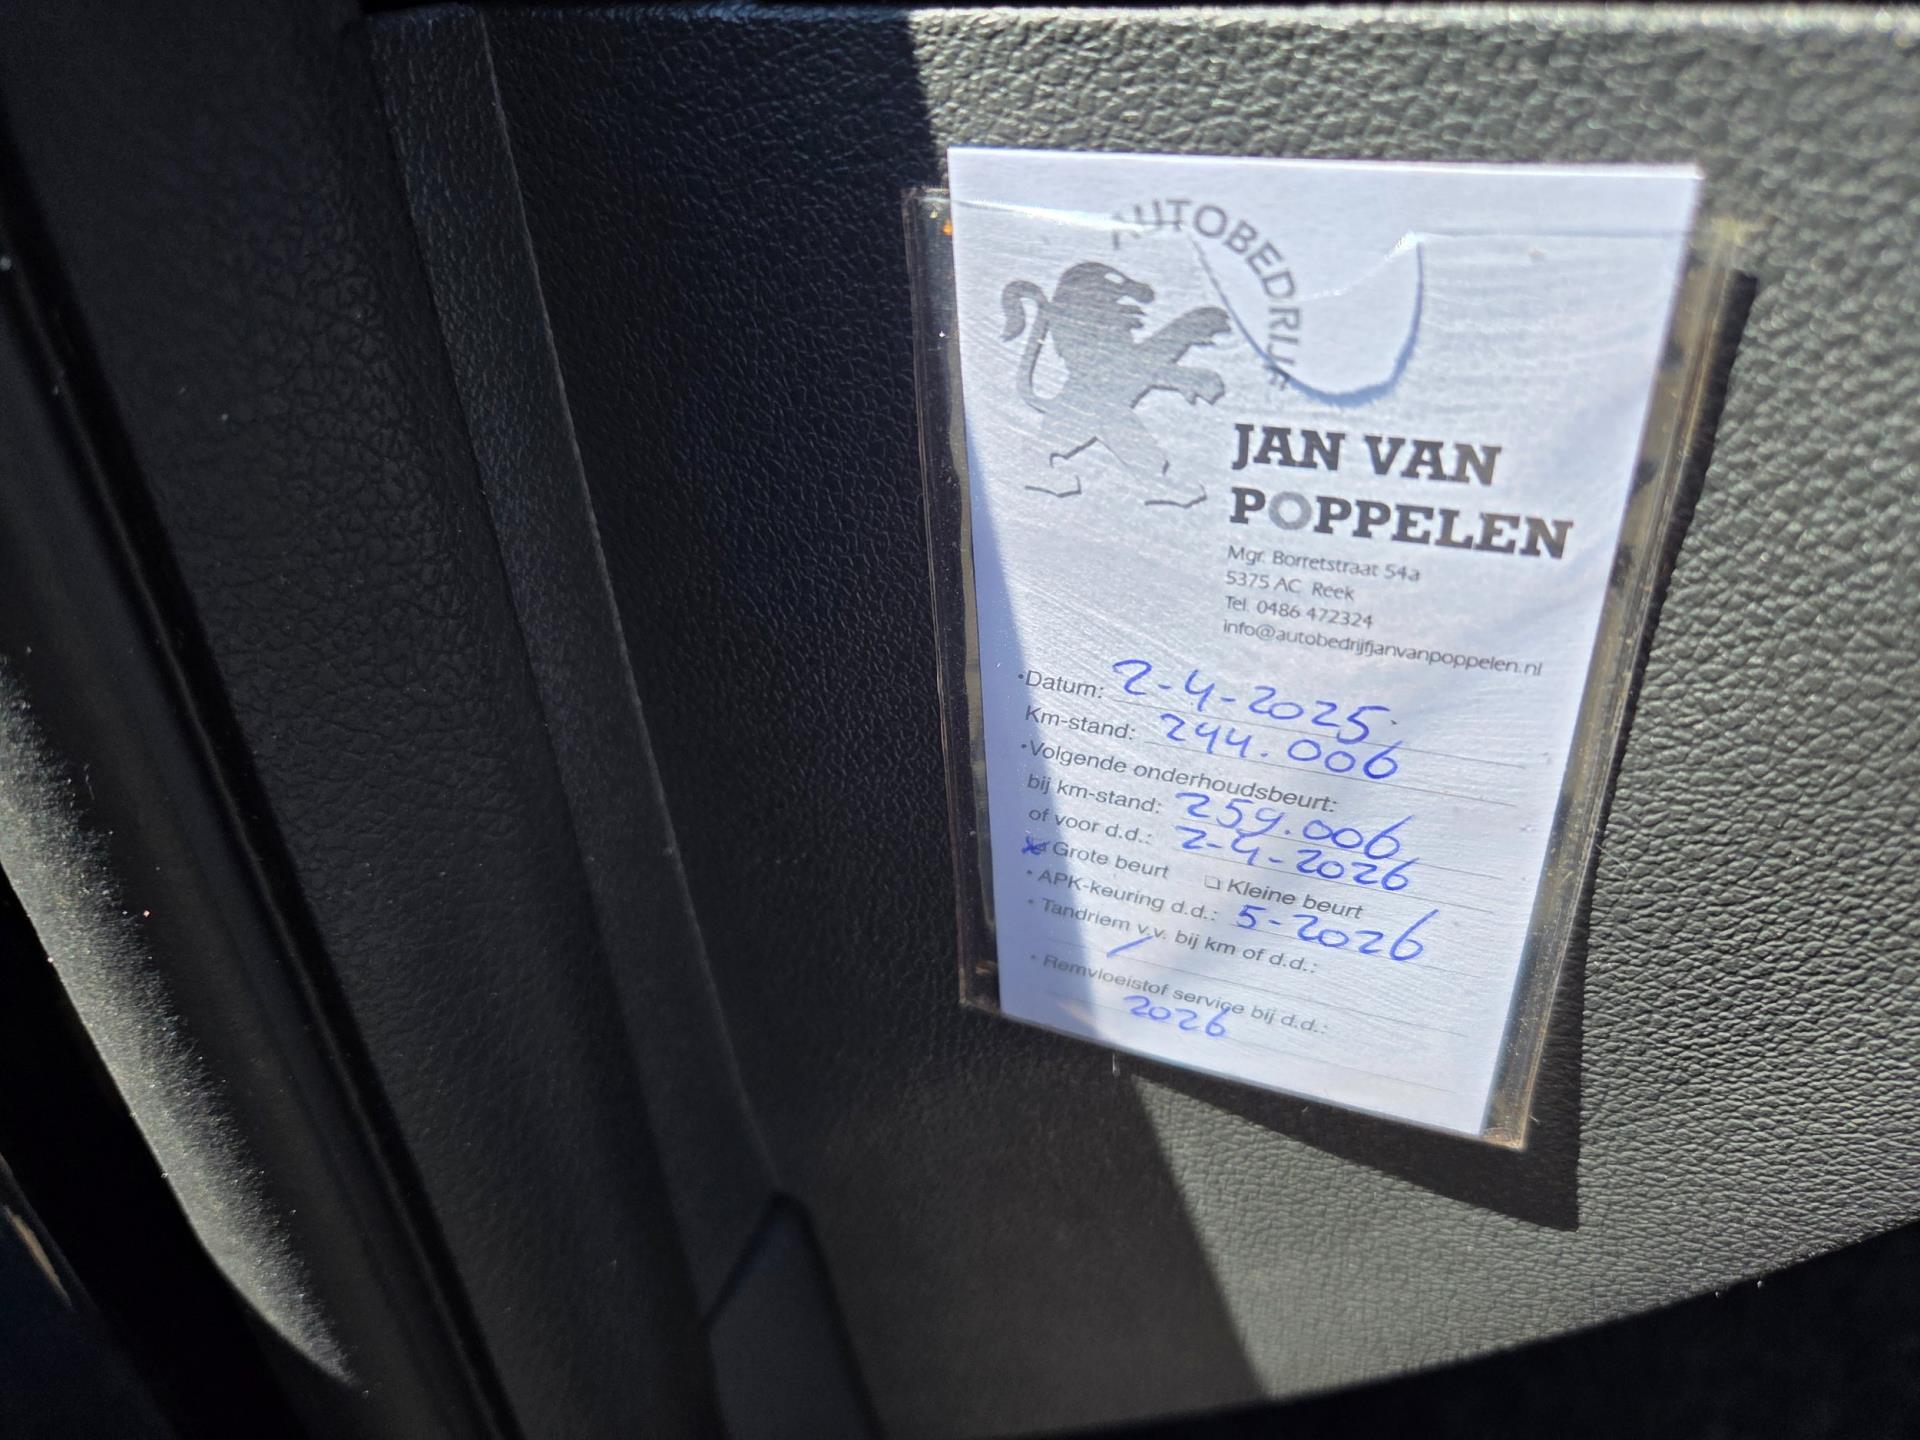 AUTOBEDRIJF
JAN VAN
POPPELEN
Mgr. Borretstraat 54a
5375 AC Reek
Tel. 0486 472324
info@autobedrijfjanvanpoppelen.nl
•Datum: 2-4-2025
Km-stand: 244.006
•Volgende onderhoudsbeurt:
bij km-stand: 259.006
of voor d.d.: 2-4-2026
Grote beurt ❑ Kleine beurt
• APK-keuring d.d.: 5-2026
• Tandriem v.v. bij km of d.d.:
/
• Remvloeistof service bij d.d.:
2026